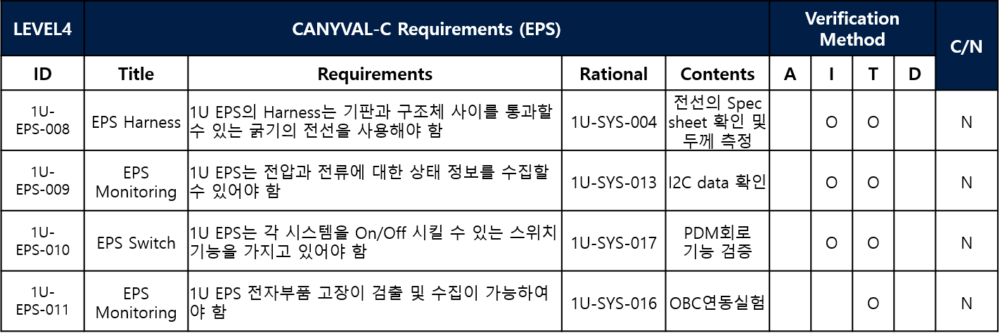 LEVEL4
CANYVAL-C Requirements (EPS)
Verification
Method
C/N
ID
Title
Requirements
Rational
Contents
A
I
T
D
1U-
EPS-008
EPS Harness
1U EPS의 Harness는 기판과 구조체 사이를 통과할
수 있는 굵기의 전선을 사용해야 함
1U-SYS-004
전선의 Spec
sheet 확인 및
두께 측정
O
O
N
1U-
EPS-009
EPS
Monitoring
1U EPS는 전압과 전류에 대한 상태 정보를 수집할
수 있어야 함
1U-SYS-013
I2C data 확인
O
O
N
1U-
EPS-010
EPS Switch
1U EPS는 각 시스템을 On/Off 시킬 수 있는 스위치
기능을 가지고 있어야 함
1U-SYS-017
PDM회로
기능 검증
O
O
N
1U-
EPS-011
EPS
Monitoring
1U EPS 전자부품 고장이 검출 및 수집이 가능하여
야 함
1U-SYS-016
OBC연동실험
O
N